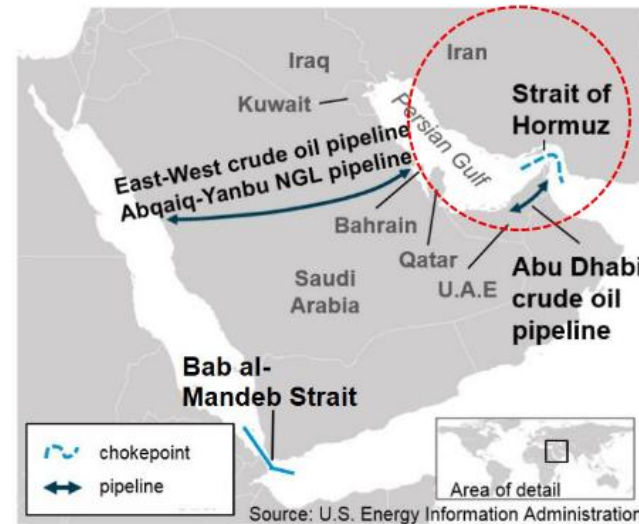 Iraq
Iran
Kuwait
Persian Gulf
Strait of
Hormuz
East-West crude oil pipeline
Abqaiq-Yanbu NGL pipeline
Bahrain
Qatar
U.A.E
Saudi
Arabia
Abu Dhabi
crude oil
pipeline
Bab al-
Mandeb Strait
chokepoint
pipeline
Area of detail
Source: U.S. Energy Information Administration